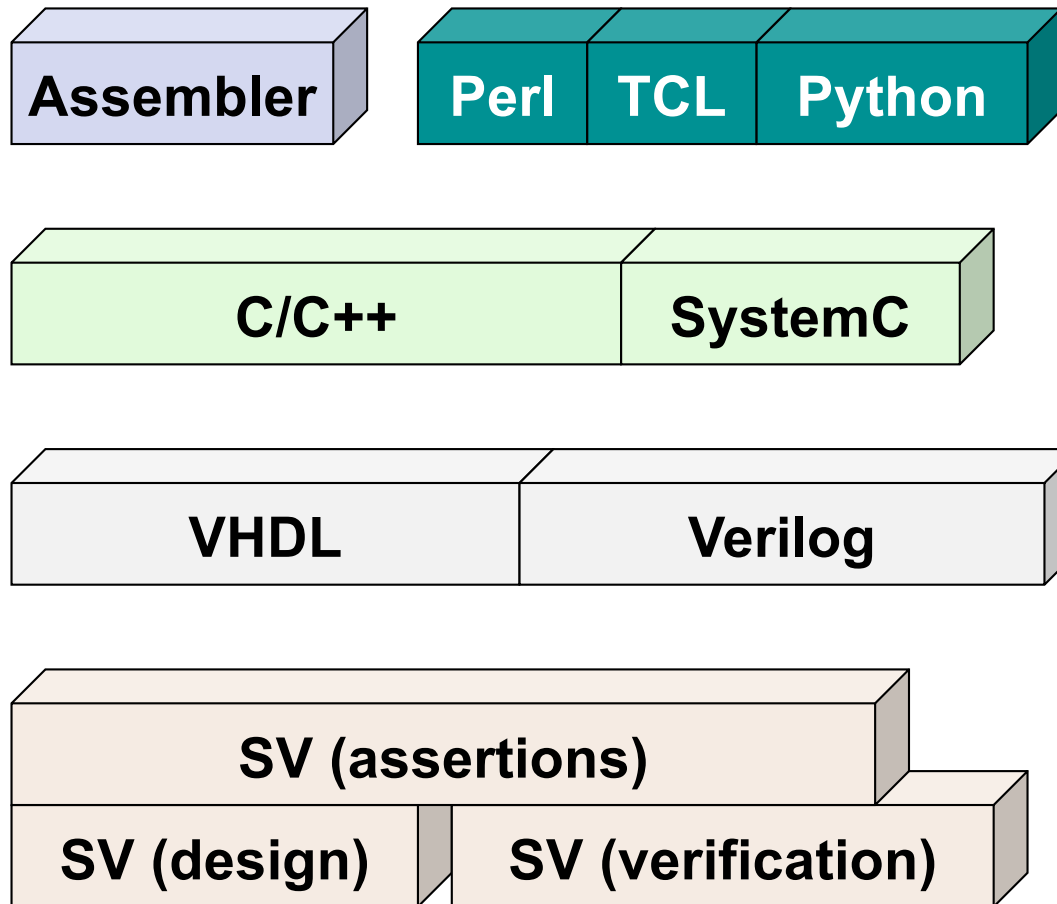 Assembler
Perl TCL Python
C/C++ SystemC
VHDL Verilog
SV (assertions)
SV (design) SV (verification)